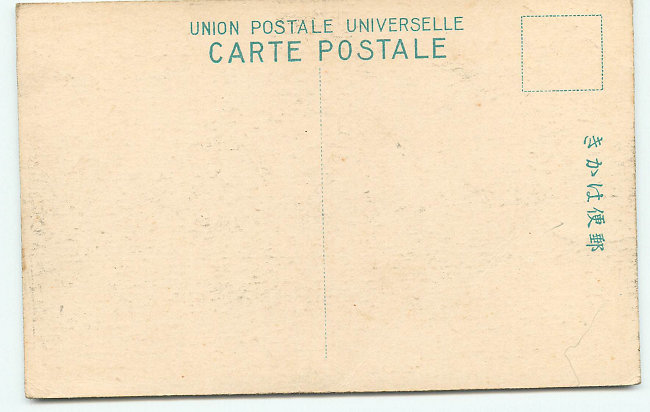 UNION POSTALE UNIVERSELLE
CARTE POSTALE
郵便はかき